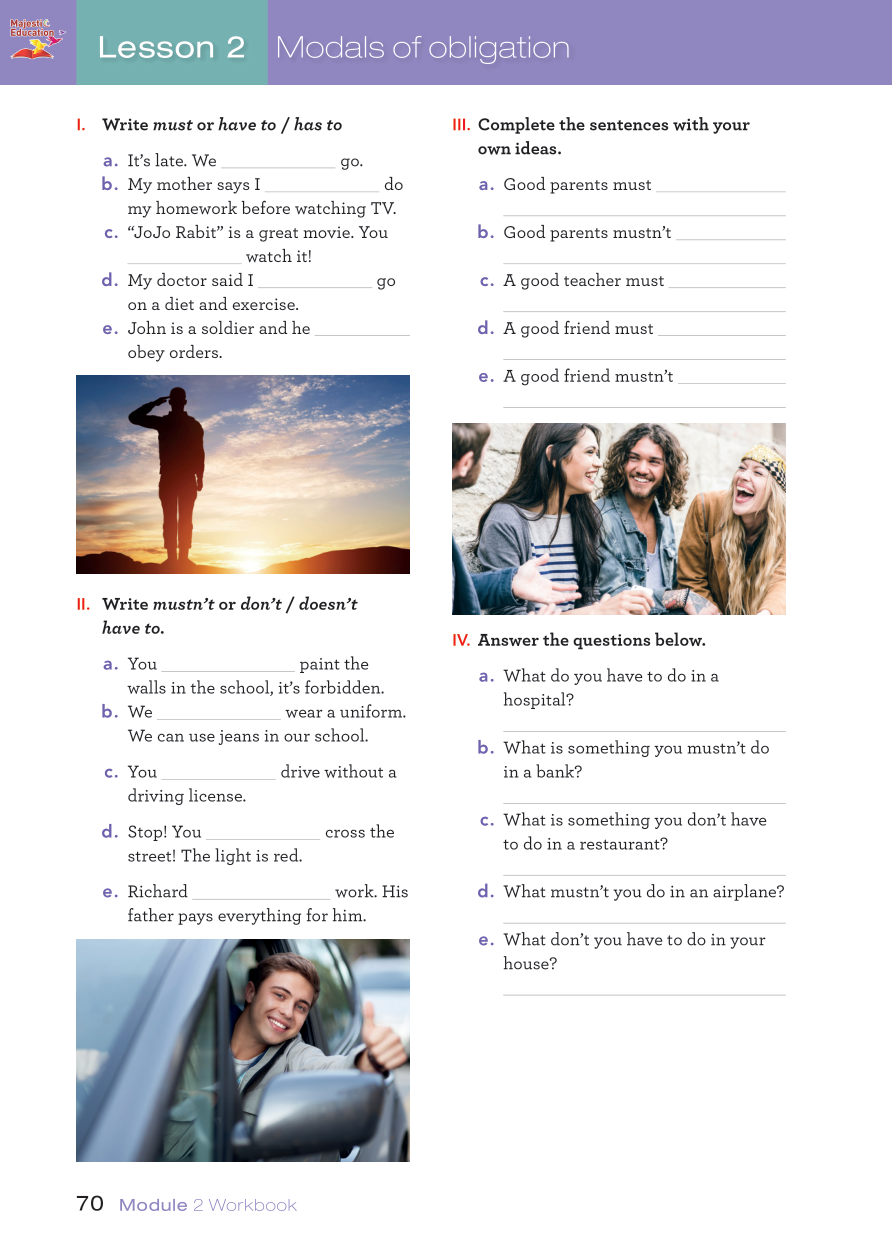 Majestic
Education
Lesson 2 Modals of obligation
I. Write must or have to / has to
a. It's late. We ____________ go.
b. My mother says I ____________ do
my homework before watching TV.
c. “JoJo Rabit” is a great movie. You
____________ watch it!
d. My doctor said I ____________ go
on a diet and exercise.
e. John is a soldier and he ____________
obey orders.
II. Write mustn't or don't / doesn't
have to.
a. You ____________ paint the
walls in the school, it's forbidden.
b. We ____________ wear a uniform.
We can use jeans in our school.
c. You ____________ drive without a
driving license.
d. Stop! You ____________ cross the
street! The light is red.
e. Richard ____________ work. His
father pays everything for him.
III. Complete the sentences with your
own ideas.
a. Good parents must ____________
b. Good parents mustn't ____________
c. A good teacher must ____________
d. A good friend must ____________
e. A good friend mustn't ____________
IV. Answer the questions below.
a. What do you have to do in a
hospital?
b. What is something you mustn't do
in a bank?
c. What is something you don't have
to do in a restaurant?
d. What mustn't you do in an airplane?
e. What don't you have to do in your
house?
70 Module 2 Workbook